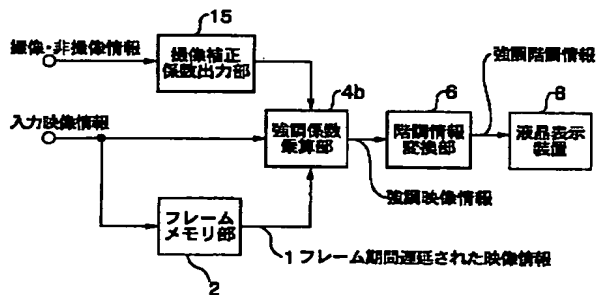 15
撮像・非撮像情報
撮像補正
係数出力部
強調階調情報
4b
6
8
入力映像情報
強調係数
乗算部
階調情報
変換部
液晶表示
装置
強調映像情報
フレーム
メモリ部
1フレーム期間遅延された映像情報
2